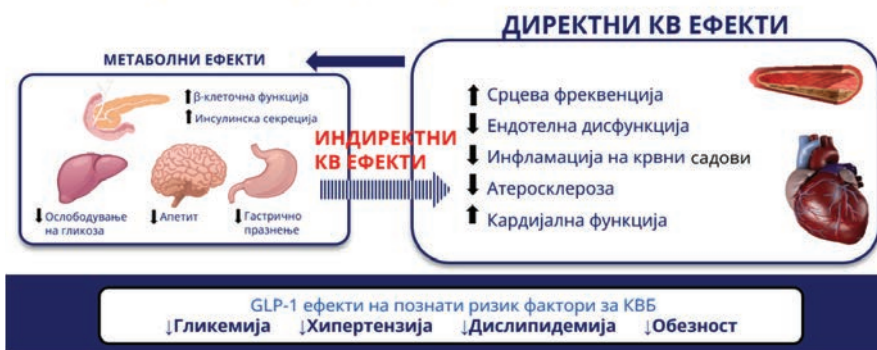 ДИРЕКТНИ КВ ЕФЕКТИ
МЕТАБОЛНИ ЕФЕКТИ
⬆ β-клеточна функција
⬆ Инсулинска секреција
⬇ Ослободување
на гликоза
⬇ Апетит
⬇ Гастрично
празнење
ИНДИРЕКТНИ
КВ ЕФЕКТИ
⬆ Срцева фреквенција
⬇ Ендотелна дисфункција
⬇ Инфламација на крвни садови
⬇ Атеросклероза
⬆ Кардијална функција
GLP-1 ефекти на познати ризик фактори за КВБ
↓Гликемија ↓Хипертензија ↓Дислипидемија ↓Обезност